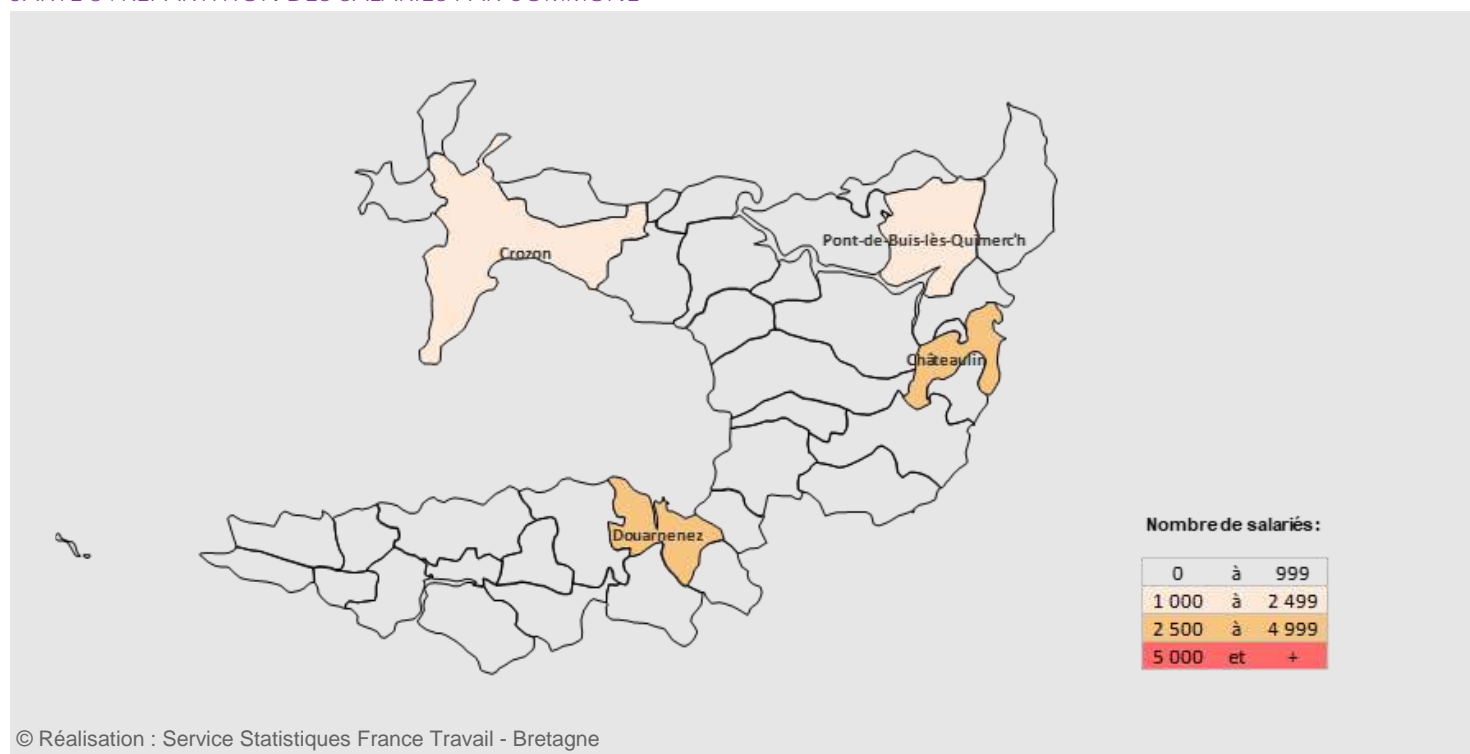 Crozon
Pont-de-Buis-lès-Quimerc'h
Châteaulin
Douarnenez
Nombre de salariés :
0 à 999
1 000 à 2 499
2 500 à 4 999
5 000 et +
© Réalisation : Service Statistiques France Travail - Bretagne